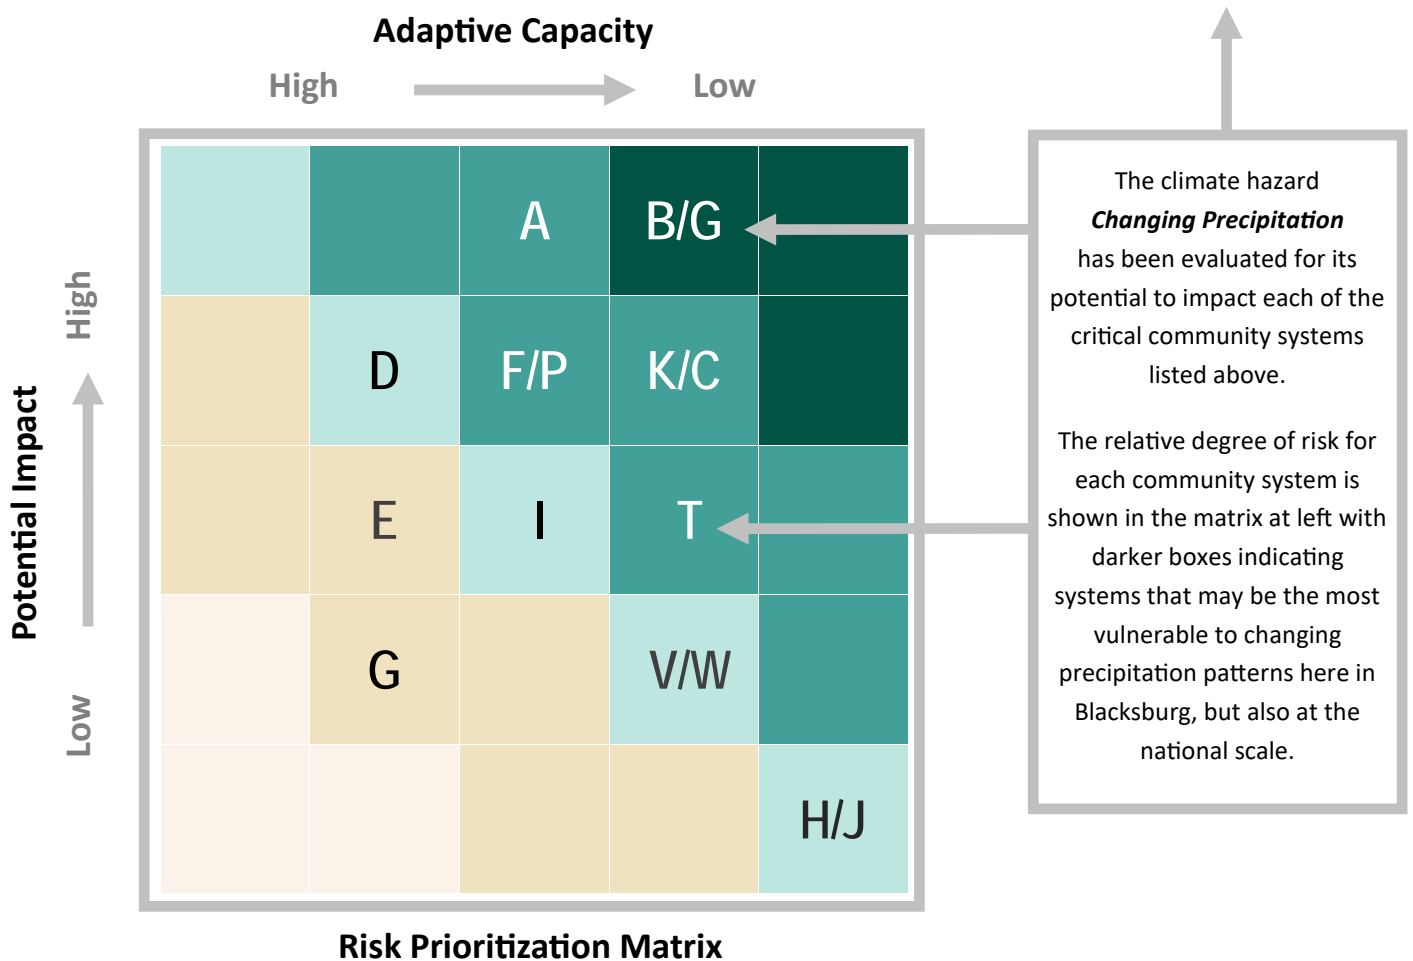 Adaptive Capacity
High
Low
Potential Impact
High
Low
A
B/G
D
F/P
K/C
E
I
T
G
V/W
H/J
Risk Prioritization Matrix
The climate hazard
Changing Precipitation
has been evaluated for its
potential to impact each of the
critical community systems
listed above.
The relative degree of risk for
each community system is
shown in the matrix at left with
darker boxes indicating
systems that may be the most
vulnerable to changing
precipitation patterns here in
Blacksburg, but also at the
national scale.